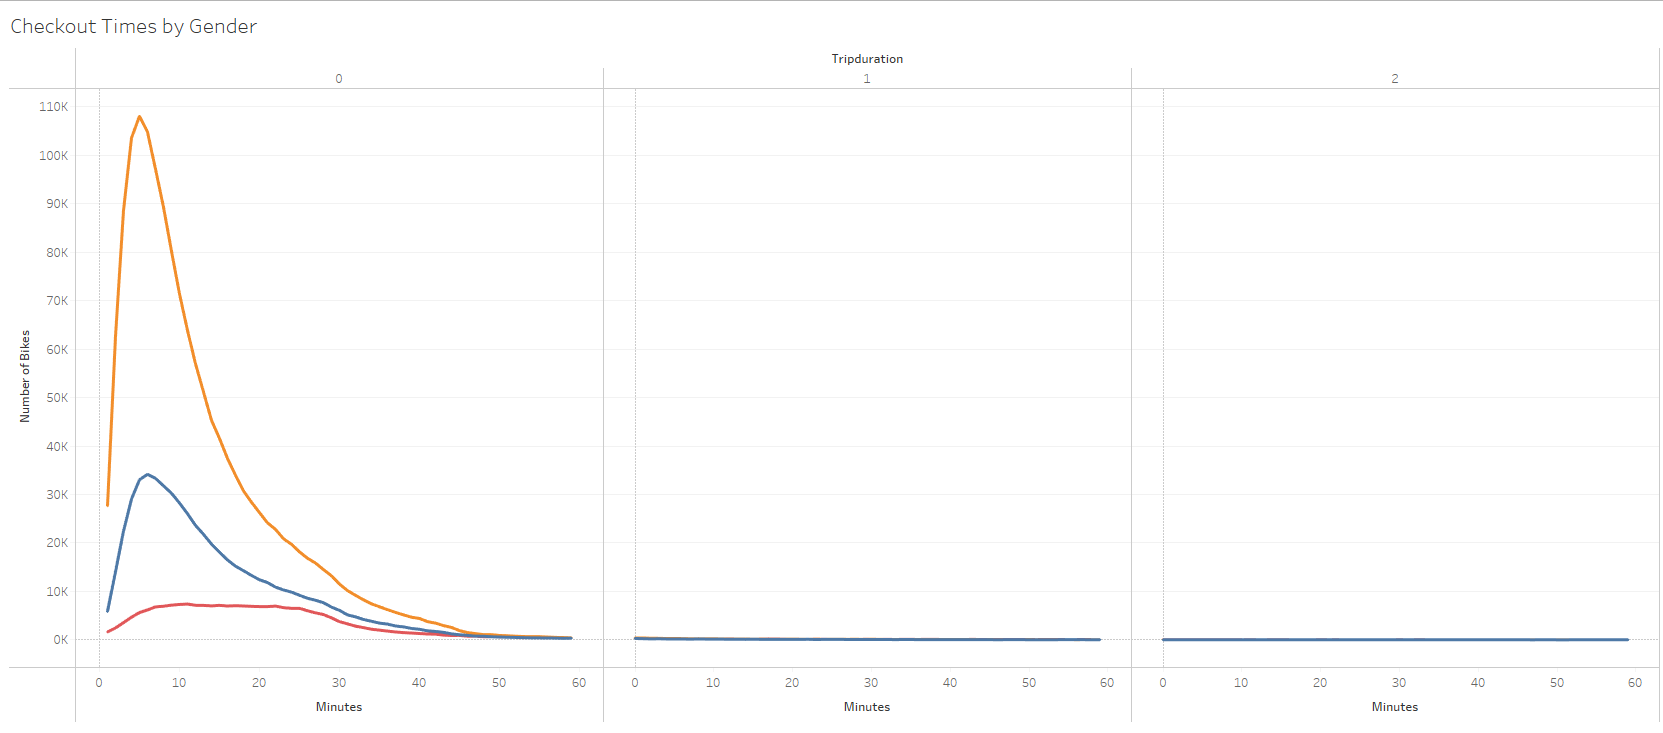 Checkout Times by Gender
Tripduration
0 1 2
110K
100K
90K
80K
70K
60K
50K
40K
30K
20K
10K
0K
Number of Bikes
0 10 20 30 40 50 60 0 10 20 30 40 50 60 0 10 20 30 40 50 60
Minutes Minutes Minutes